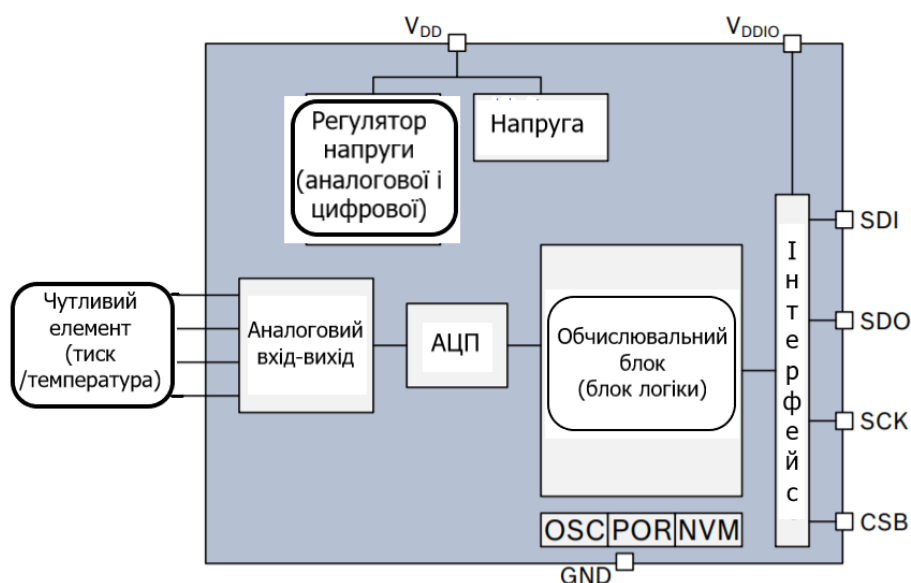 VDD
VDDIO
Регулятор
напруги
(аналогової і
цифрової)
Напруга
Чутливий
елемент
(тиск
/температура)
Аналоговий
вхід-вихід
АЦП
Обчислювальний
блок
(блок логіки)
Інтерфейс
SDI
SDO
SCK
CSB
OSC POR NVM
GND